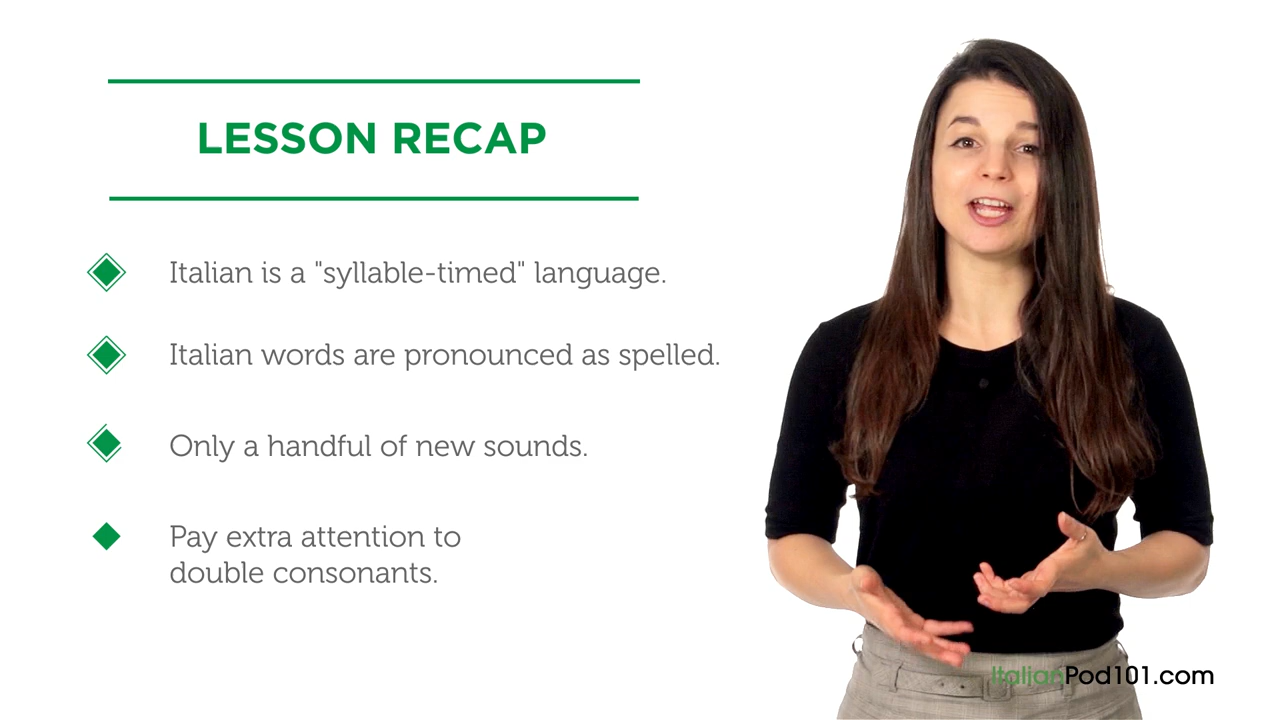 LESSON RECAP
Italian is a "syllable-timed" language.
Italian words are pronounced as spelled.
Only a handful of new sounds.
Pay extra attention to
double consonants.
ItalianPod101.com